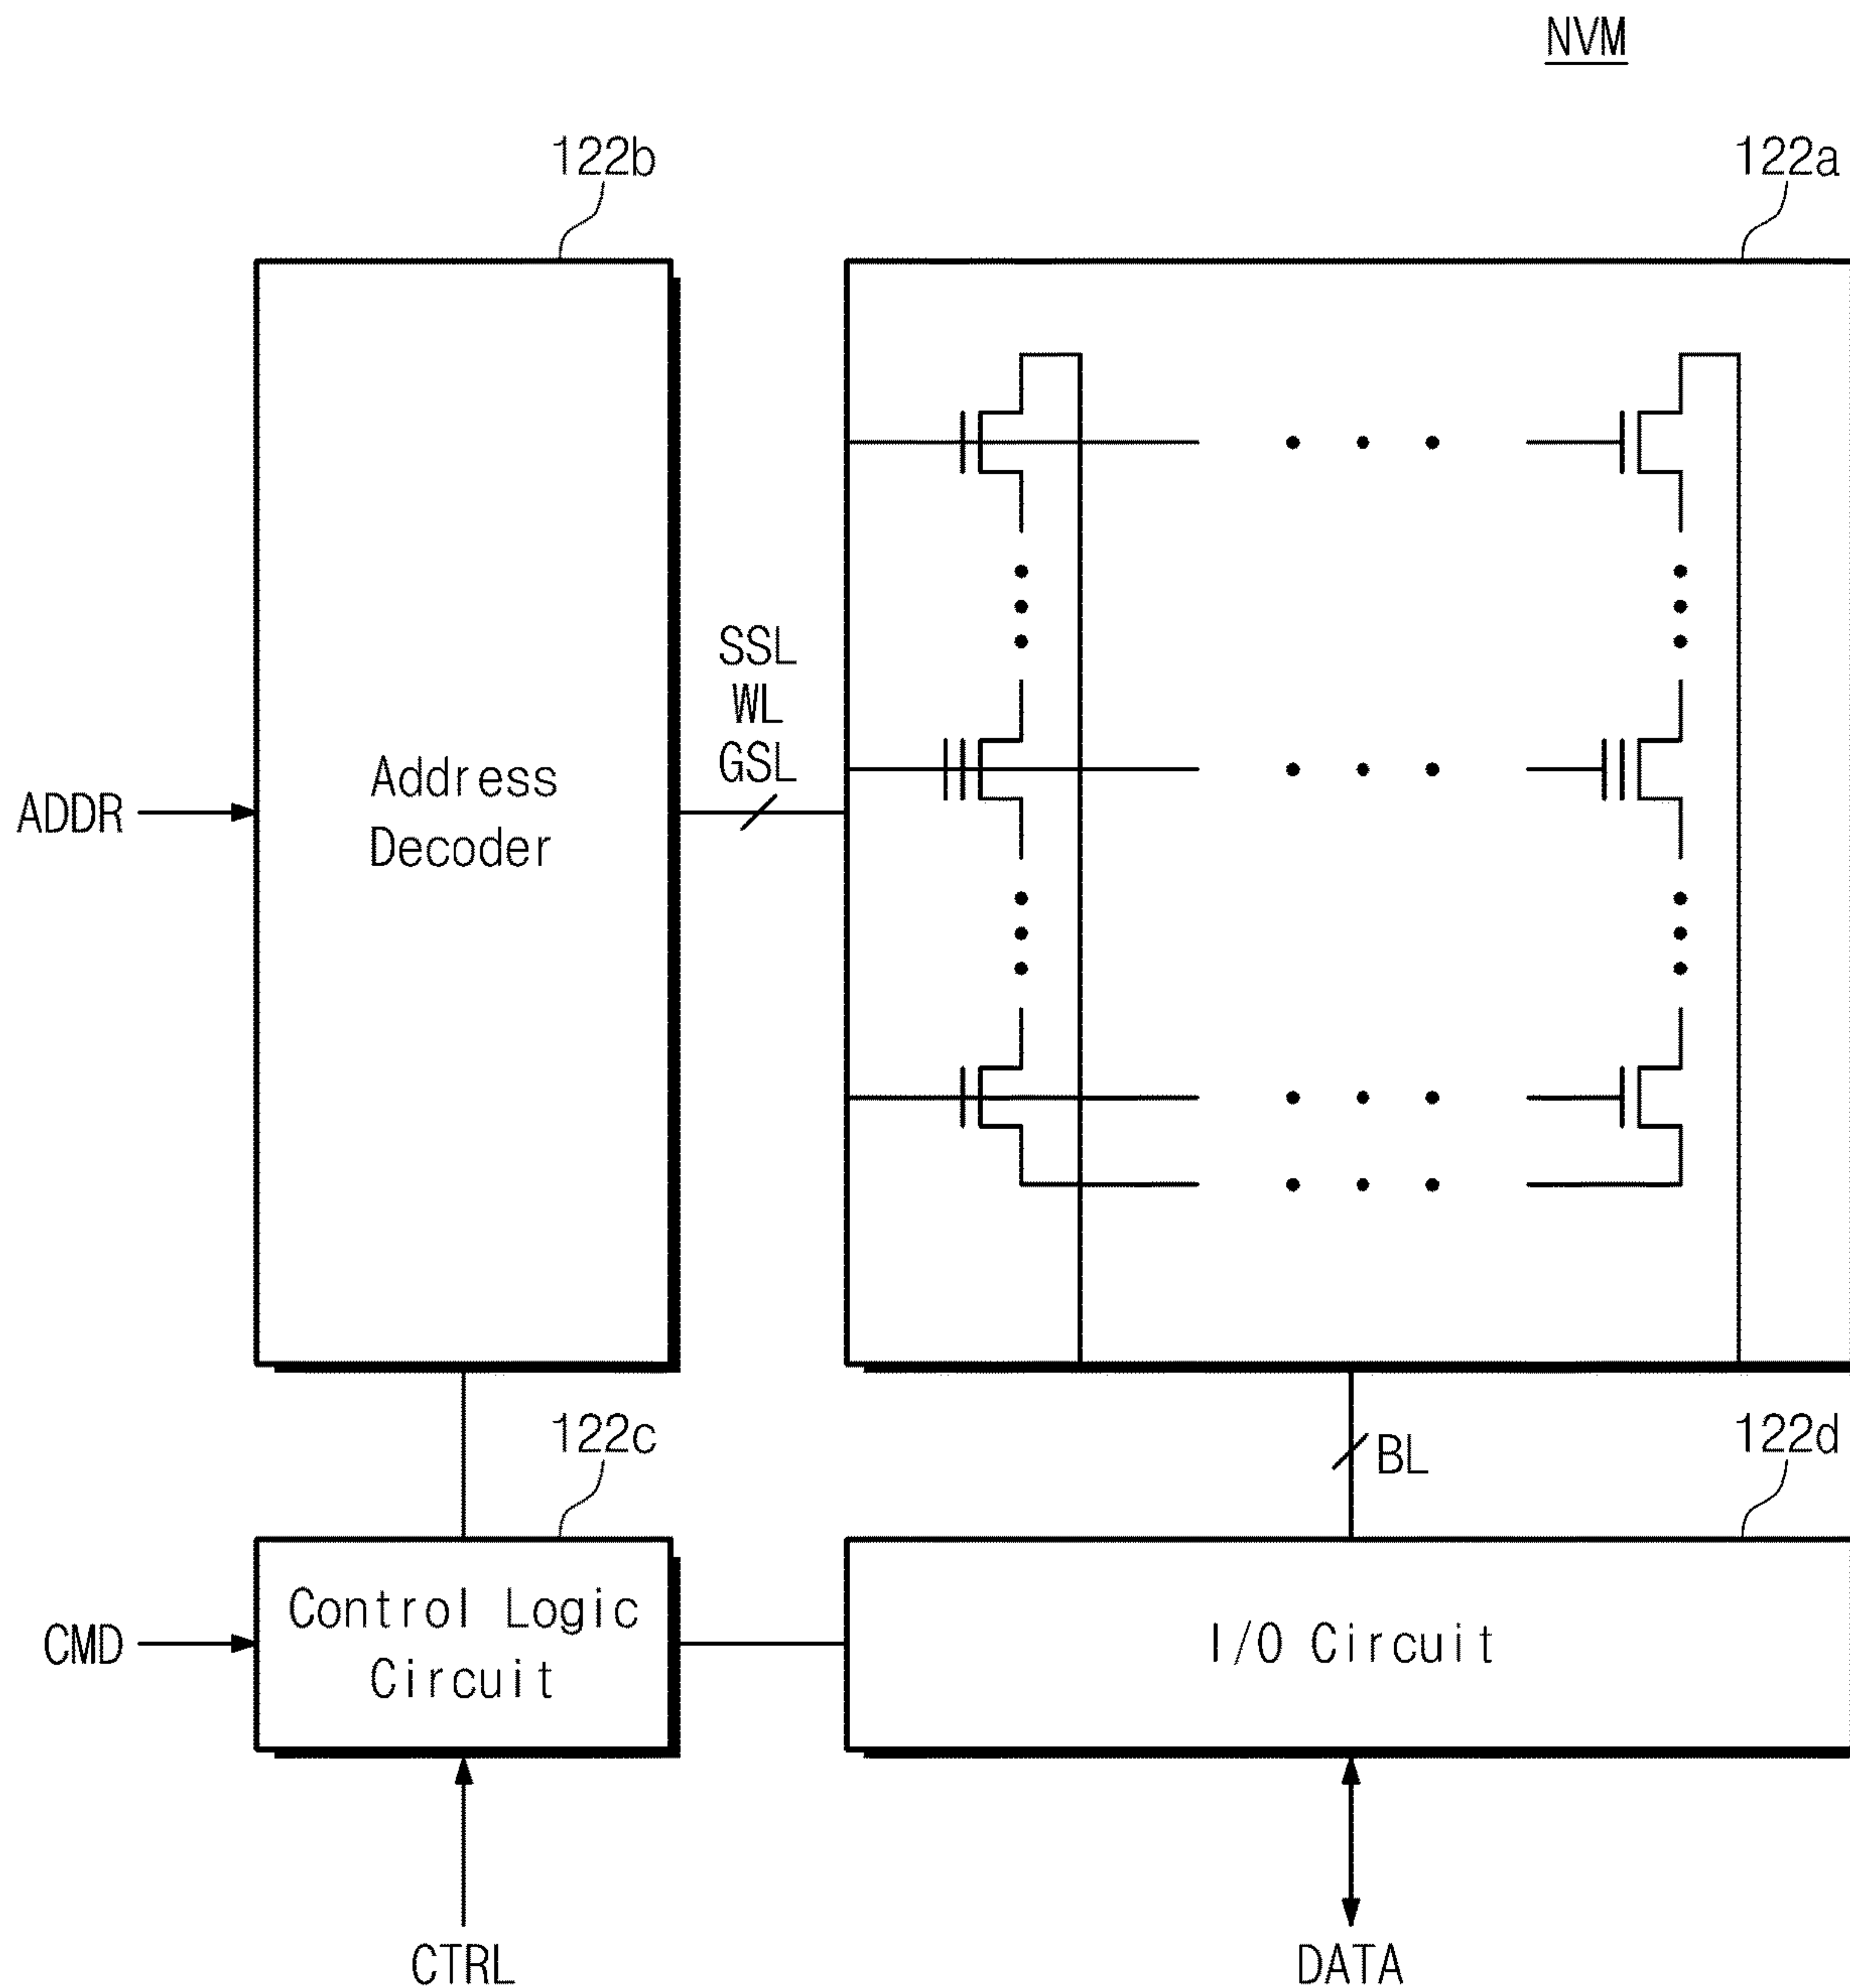 NVM
122b
122a
SSL
WL
GSL
Address
Decoder
ADDR
122c
122d
BL
Control Logic
Circuit
I/O Circuit
CMD
CTRL
DATA